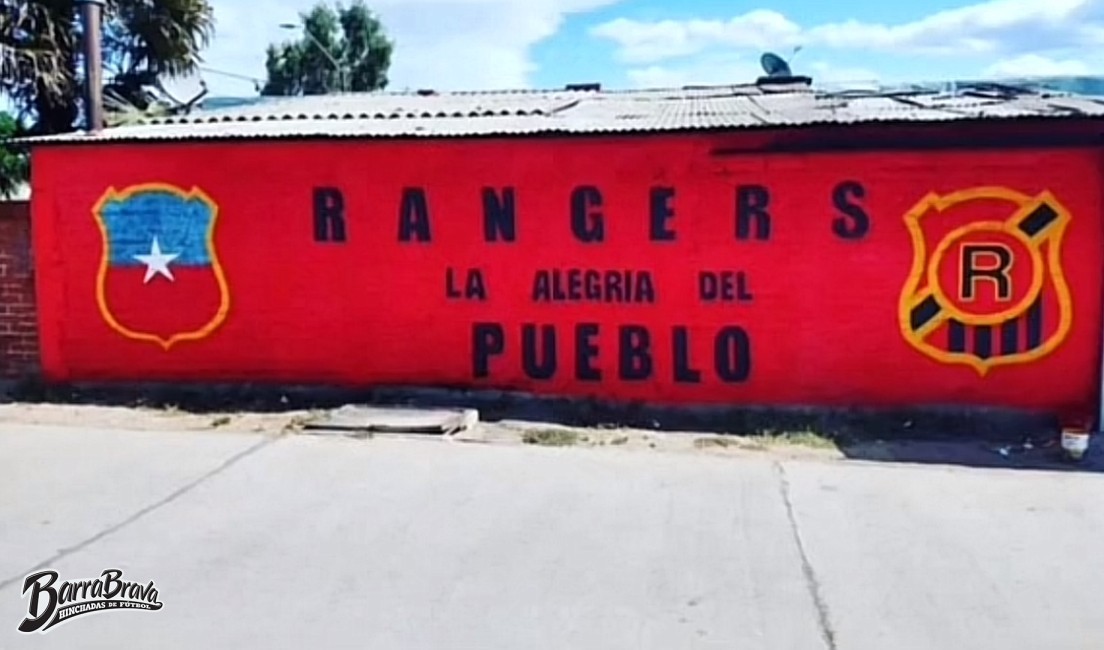 RANGERS
LA ALEGRIA DEL
PUEBLO
R
BarraBrava
HINCHADAS DE FÚTBOL